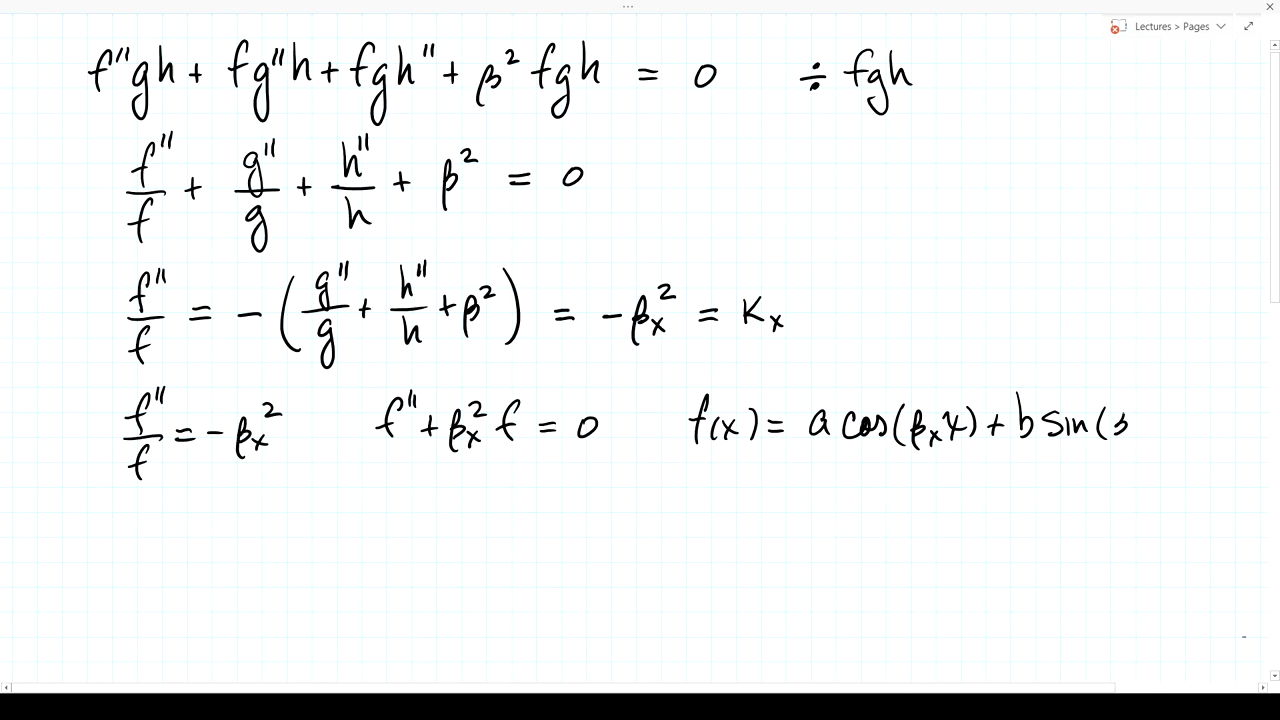 Lectures > Pages
f''gh + fg''h + fgh'' + β² fgh = 0 ÷ fgh
f''/f + g''/g + h''/h + β² = 0
f''/f = -(g''/g + h''/h + β²) = -βₓ² = Kₓ
f''/f = -βₓ² f'' + βₓ² f = 0 f(x) = a cos(βₓx) + b sin(β